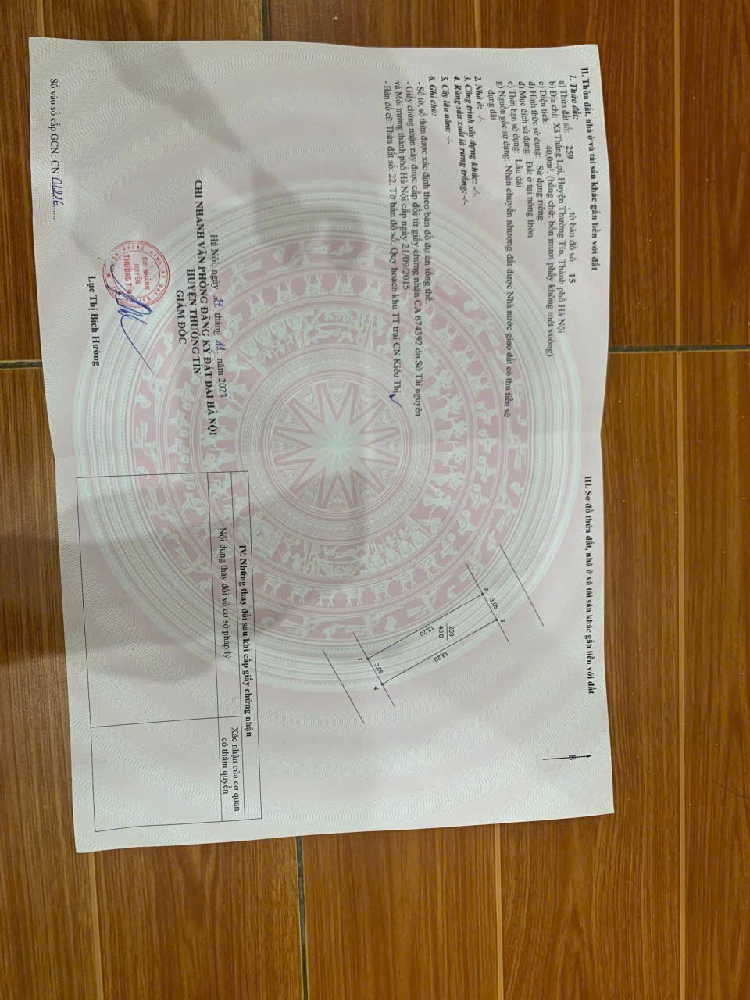 II. Thửa đất, nhà ở và tài sản khác gắn liền với đất
1. Thửa đất:
a) Thửa đất số: 259 , tờ bản đồ số: 15
b) Địa chỉ: Xã Thắng Lợi, Huyện Thường Tín, Thành phố Hà Nội
c) Diện tích: 40,0m², (bằng chữ: bốn mươi phẩy không mét vuông)
d) Hình thức sử dụng: Sử dụng riêng
đ) Mục đích sử dụng: Đất ở tại nông thôn
e) Thời hạn sử dụng: Lâu dài
g) Nguồn gốc sử dụng: Nhận chuyển nhượng đất được Nhà nước giao đất có thu tiền sử
dụng đất
2. Nhà ở: -/-
3. Công trình xây dựng khác: -/-
4. Rừng sản xuất là rừng trồng: -/-
5. Cây lâu năm: -/-
6. Ghi chú:
- Số tờ, số thửa được xác định theo bản đồ dự án tổng thể
- Giấy chứng nhận này được cấp đổi từ giấy chứng nhận CA 674392 do Sở Tài nguyên
và Môi trường thành phố Hà Nội cấp ngày 21/09/2015
- Bản đồ cũ: Thửa đất số: 22. Tờ bản đồ số: Quy hoạch khu TT trại CN Kiều Thị
Hà Nội, ngày tháng năm 2023
CHI NHÁNH VĂN PHÒNG ĐĂNG KÝ ĐẤT ĐAI HÀ NỘI
HUYỆN THƯỜNG TÍN
GIÁM ĐỐC
CHI NHÁNH
HUYỆN
THƯỜNG TÍN
Lục Thị Bích Hường
Số vào sổ cấp GCN: CN 01216
III. Sơ đồ thửa đất, nhà ở và tài sản khác gắn liền với đất
B
2
3,05
3
259
40,0
13,20
13,20
1
3,05
4
IV. Những thay đổi sau khi cấp giấy chứng nhận
Nội dung thay đổi và cơ sở pháp lý
Xác nhận của cơ quan
có thẩm quyền